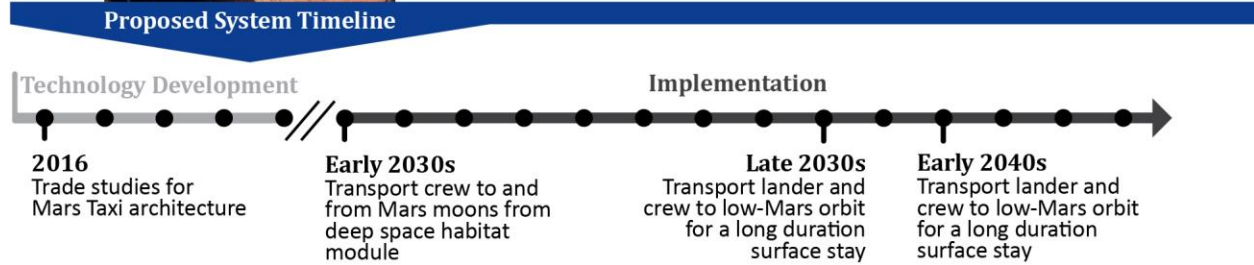 Proposed System Timeline
Technology Development
Implementation
2016
Trade studies for
Mars Taxi architecture
Early 2030s
Transport crew to and
from Mars moons from
deep space habitat
module
Late 2030s
Transport lander and
crew to low-Mars orbit
for a long duration
surface stay
Early 2040s
Transport lander and
crew to low-Mars orbit
for a long duration
surface stay